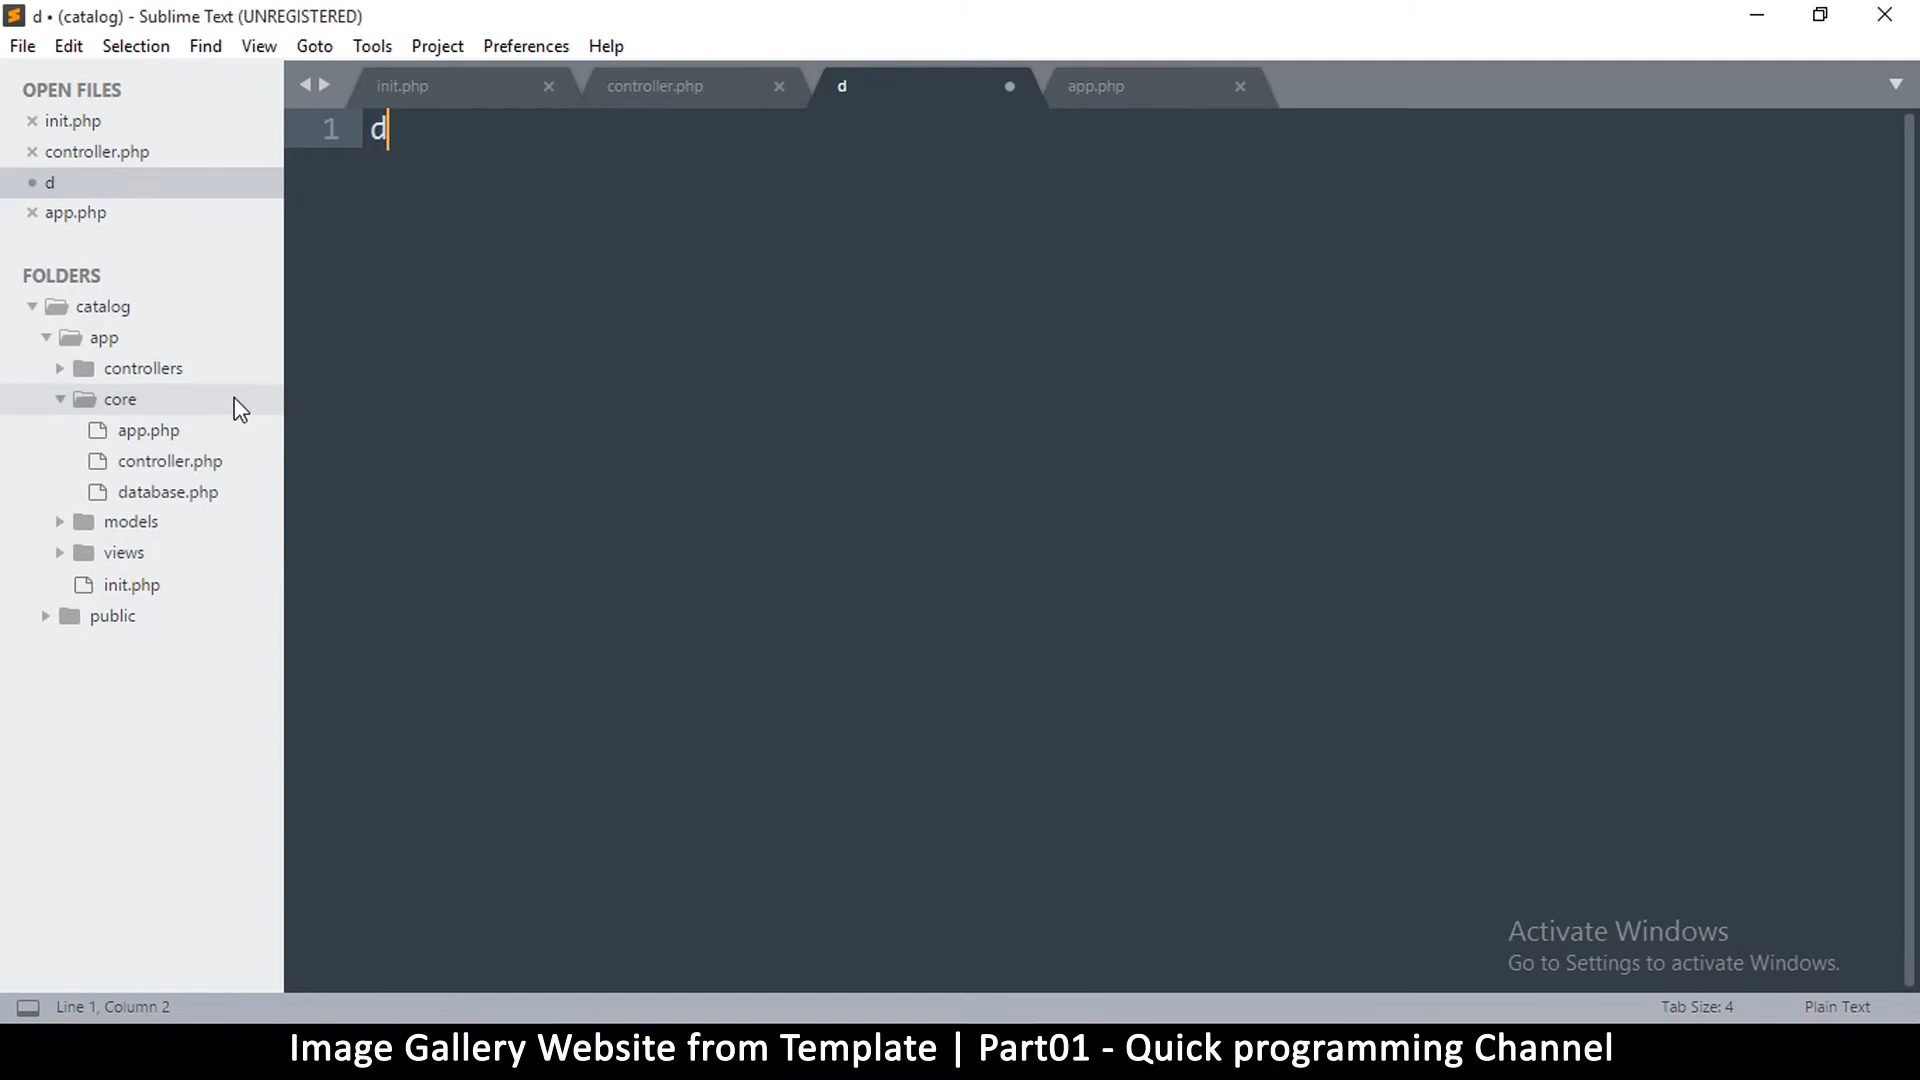 d • (catalog) - Sublime Text (UNREGISTERED)
File Edit Selection Find View Goto Tools Project Preferences Help
OPEN FILES
init.php
controller.php
d
app.php
FOLDERS
catalog
app
controllers
core
app.php
controller.php
database.php
models
views
init.php
public
init.php controller.php d app.php
1 d
Activate Windows
Go to Settings to activate Windows.
Line 1, Column 2 Tab Size: 4 Plain Text
Image Gallery Website from Template | Part01 - Quick programming Channel